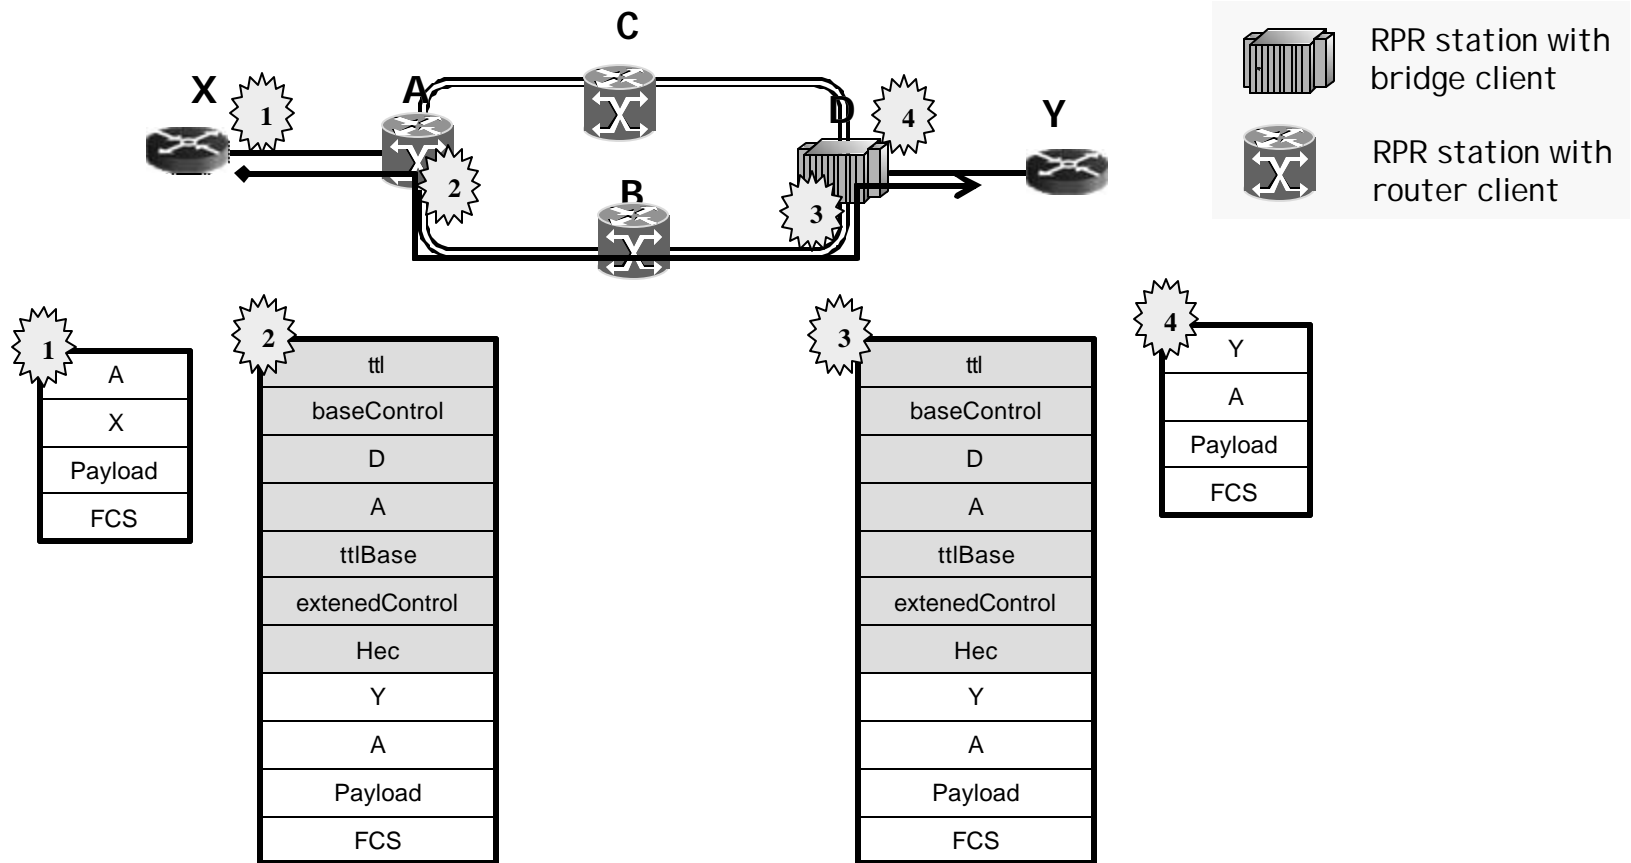 C
RPR station with
bridge client
X
1
A
D
4
Y
2
B
3
RPR station with
router client
1
A
X
Payload
FCS
2
ttl
baseControl
D
A
ttlBase
extenedControl
Hec
Y
A
Payload
FCS
3
ttl
baseControl
D
A
ttlBase
extenedControl
Hec
Y
A
Payload
FCS
4
Y
A
Payload
FCS